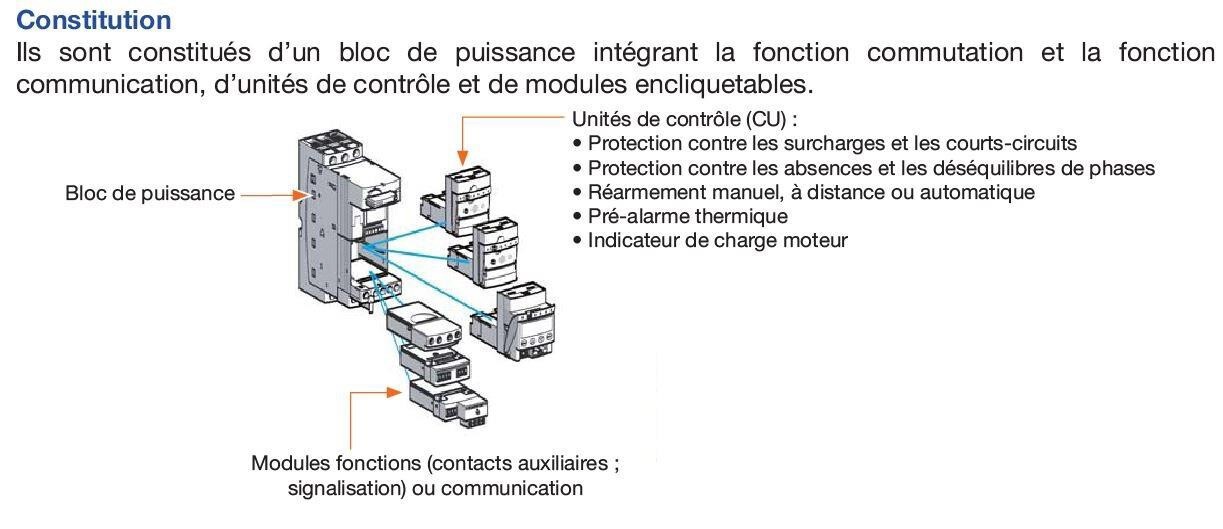 Constitution
Ils sont constitués d'un bloc de puissance intégrant la fonction commutation et la fonction
communication, d'unités de contrôle et de modules encliquetables.
Unités de contrôle (CU) :
• Protection contre les surcharges et les courts-circuits
• Protection contre les absences et les déséquilibres de phases
• Réarmement manuel, à distance ou automatique
• Pré-alarme thermique
• Indicateur de charge moteur
Bloc de puissance
Modules fonctions (contacts auxiliaires ;
signalisation) ou communication